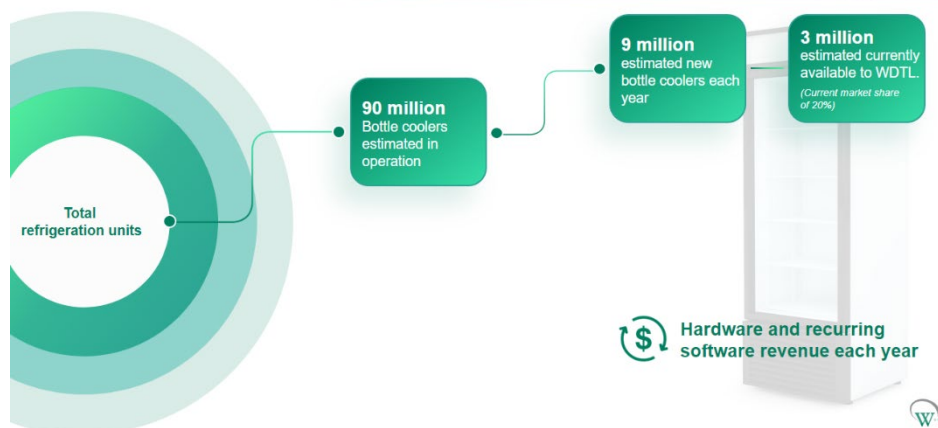 Total
refrigeration units
90 million
Bottle coolers
estimated in
operation
9 million
estimated new
bottle coolers each
year
3 million
estimated currently
available to WDTL.
(Current market share
of 20%)
$
Hardware and recurring
software revenue each year
W